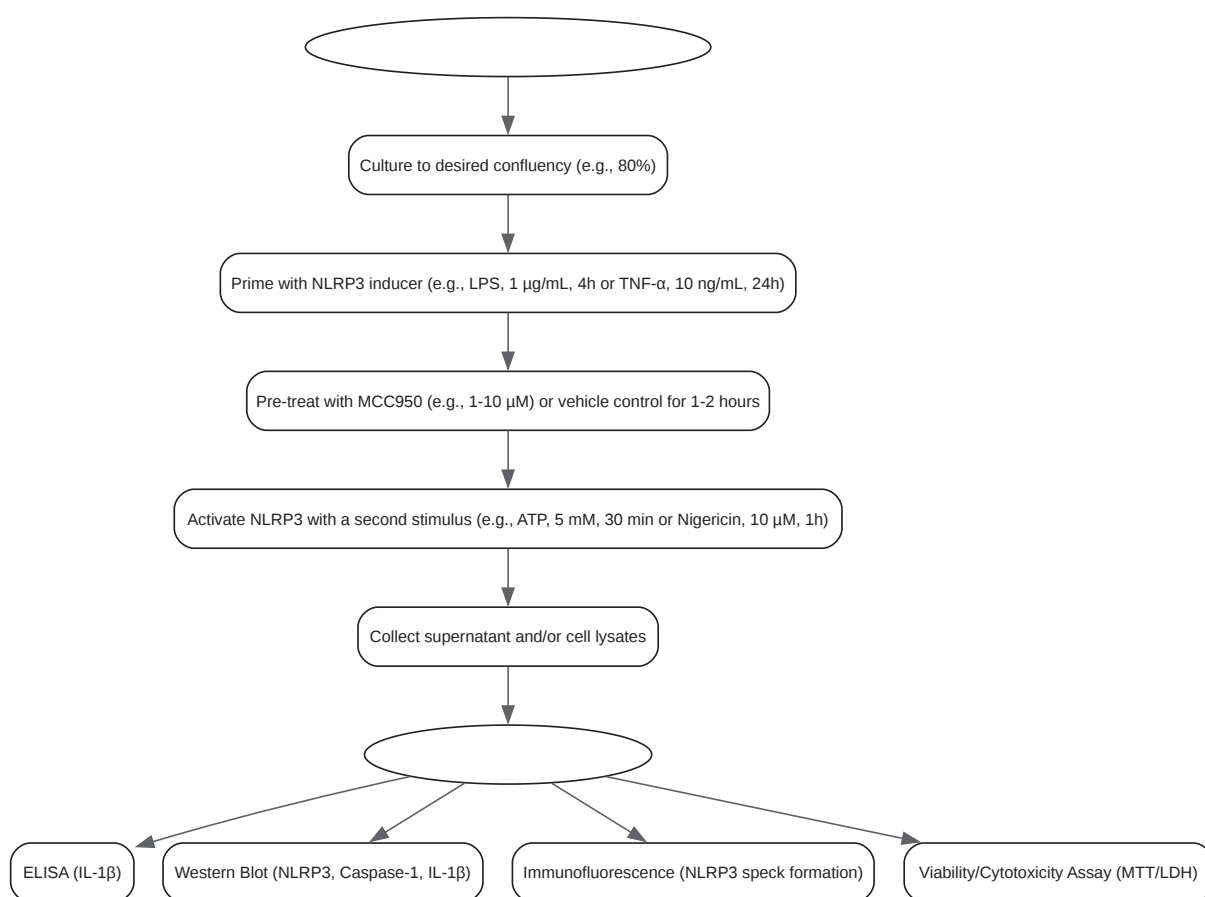 Culture to desired confluency (e.g., 80%)
Prime with NLRP3 inducer (e.g., LPS, 1 µg/mL, 4h or TNF-α, 10 ng/mL, 24h)
Pre-treat with MCC950 (e.g., 1-10 µM) or vehicle control for 1-2 hours
Activate NLRP3 with a second stimulus (e.g., ATP, 5 mM, 30 min or Nigericin, 10 µM, 1h)
Collect supernatant and/or cell lysates
ELISA (IL-1β)
Western Blot (NLRP3, Caspase-1, IL-1β)
Immunofluorescence (NLRP3 speck formation)
Viability/Cytotoxicity Assay (MTT/LDH)